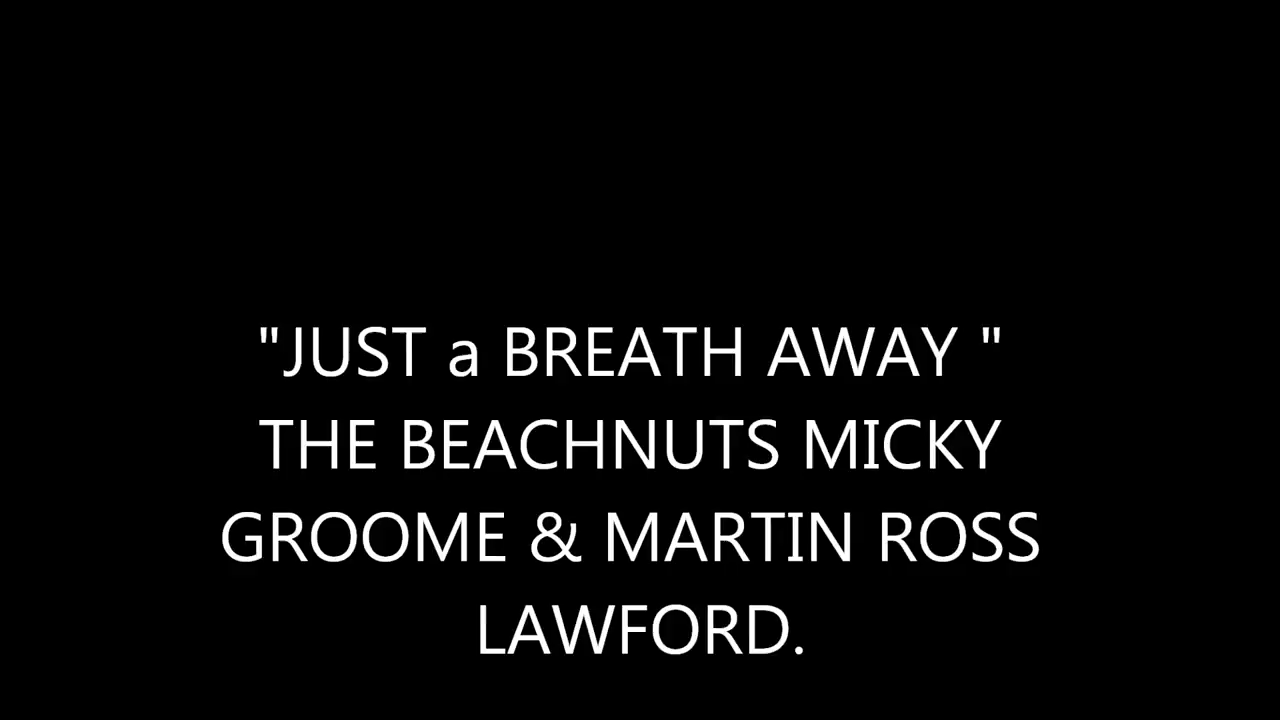 "JUST a BREATH AWAY "
THE BEACHNUTS MICKY
GROOME & MARTIN ROSS
LAWFORD.